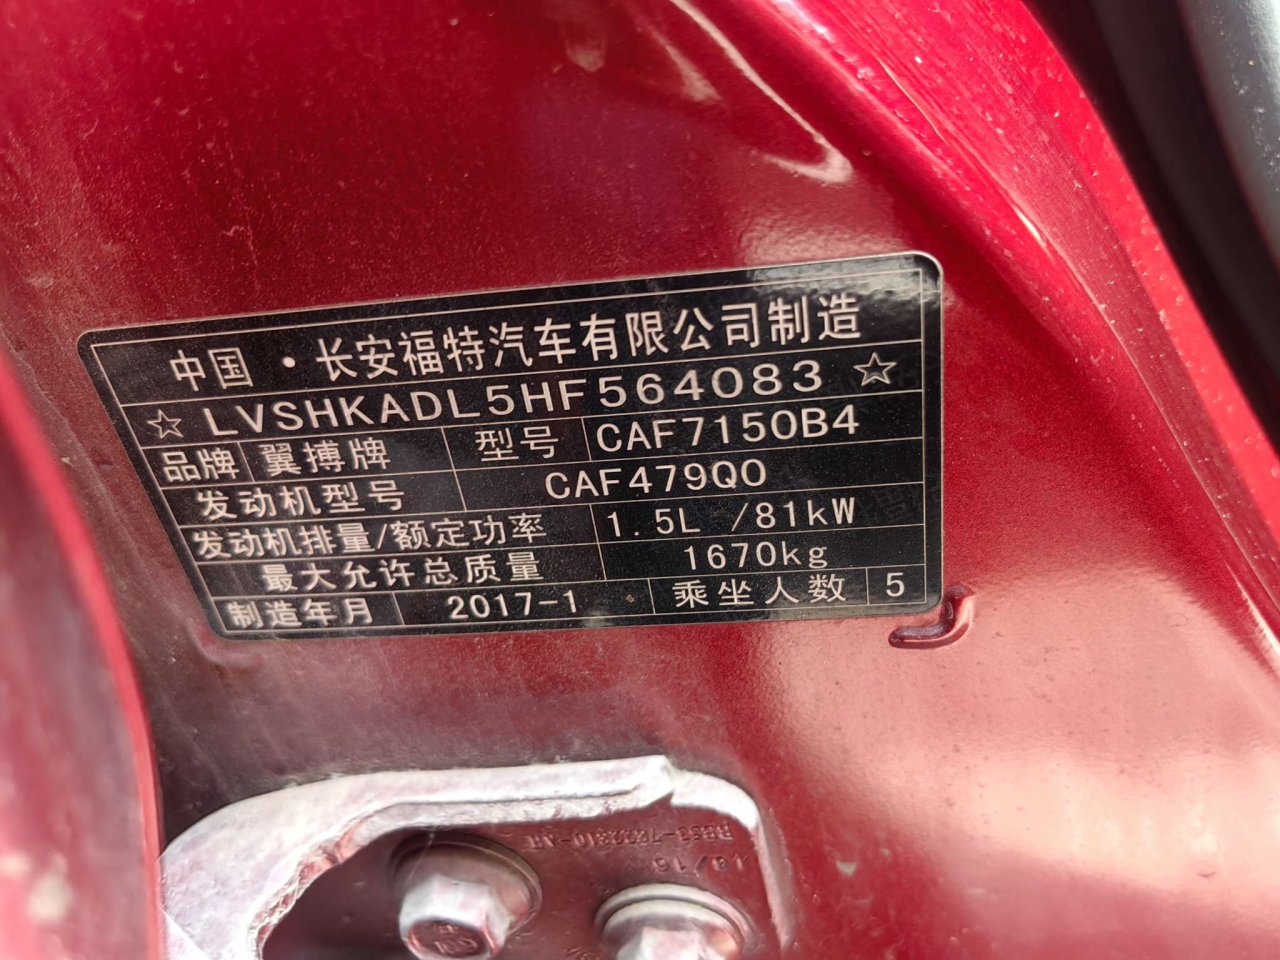 中国·长安福特汽车有限公司制造
☆LVSHKADL5HF564083☆
品牌 翼搏牌 型号 CAF7150B4
发动机型号 CAF479Q0
发动机排量/额定功率 1.5L /81kW
最大允许总质量 1670kg
制造年月 2017-1 乘坐人数 5